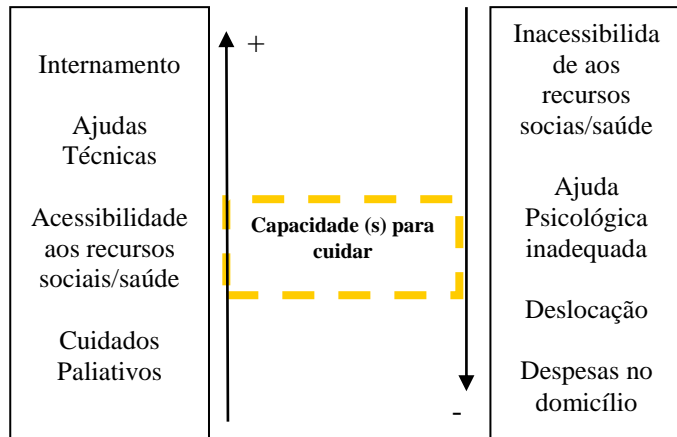 Internamento
Ajudas
Técnicas
Acessibilidade
aos recursos
sociais/saúde
Cuidados
Paliativos
+
Capacidade (s) para
cuidar
-
Inacessibilida
de aos
recursos
socias/saúde
Ajuda
Psicológica
inadequada
Deslocação
Despesas no
domicílio